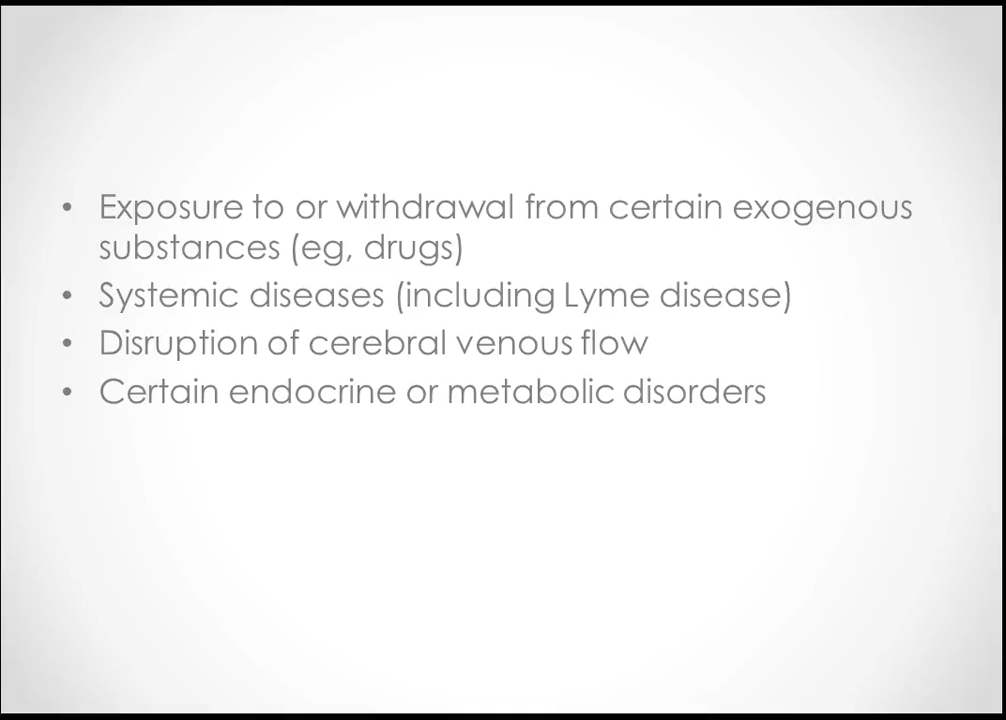 • Exposure to or withdrawal from certain exogenous
substances (eg, drugs)
• Systemic diseases (including Lyme disease)
• Disruption of cerebral venous flow
• Certain endocrine or metabolic disorders